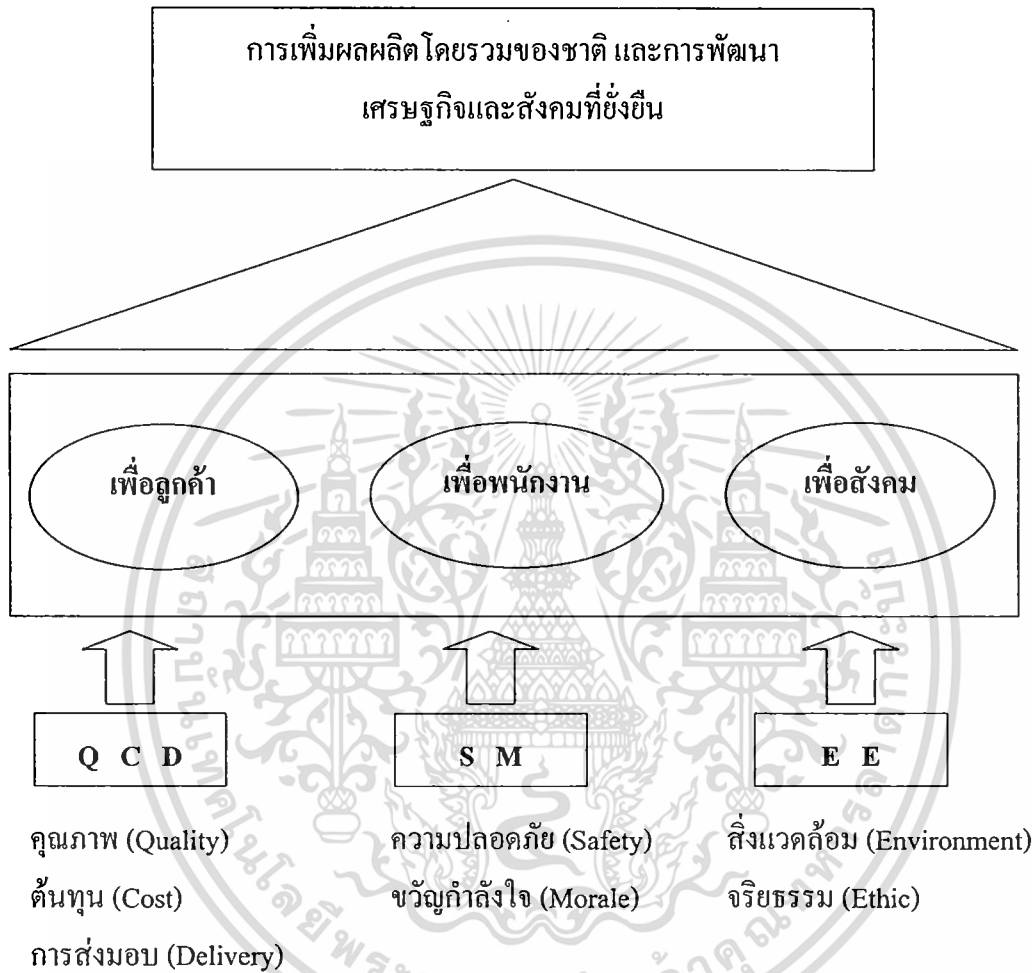 การเพิ่มผลผลิตโดยรวมของชาติ และการพัฒนา
เศรษฐกิจและสังคมที่ยั่งยืน
เพื่อลูกค้า
เพื่อพนักงาน
เพื่อสังคม
Q C D
S M
E E
คุณภาพ (Quality)
ต้นทุน (Cost)
การส่งมอบ (Delivery)
ความปลอดภัย (Safety)
ขวัญกำลังใจ (Morale)
สิ่งแวดล้อม (Environment)
จริยธรรม (Ethic)